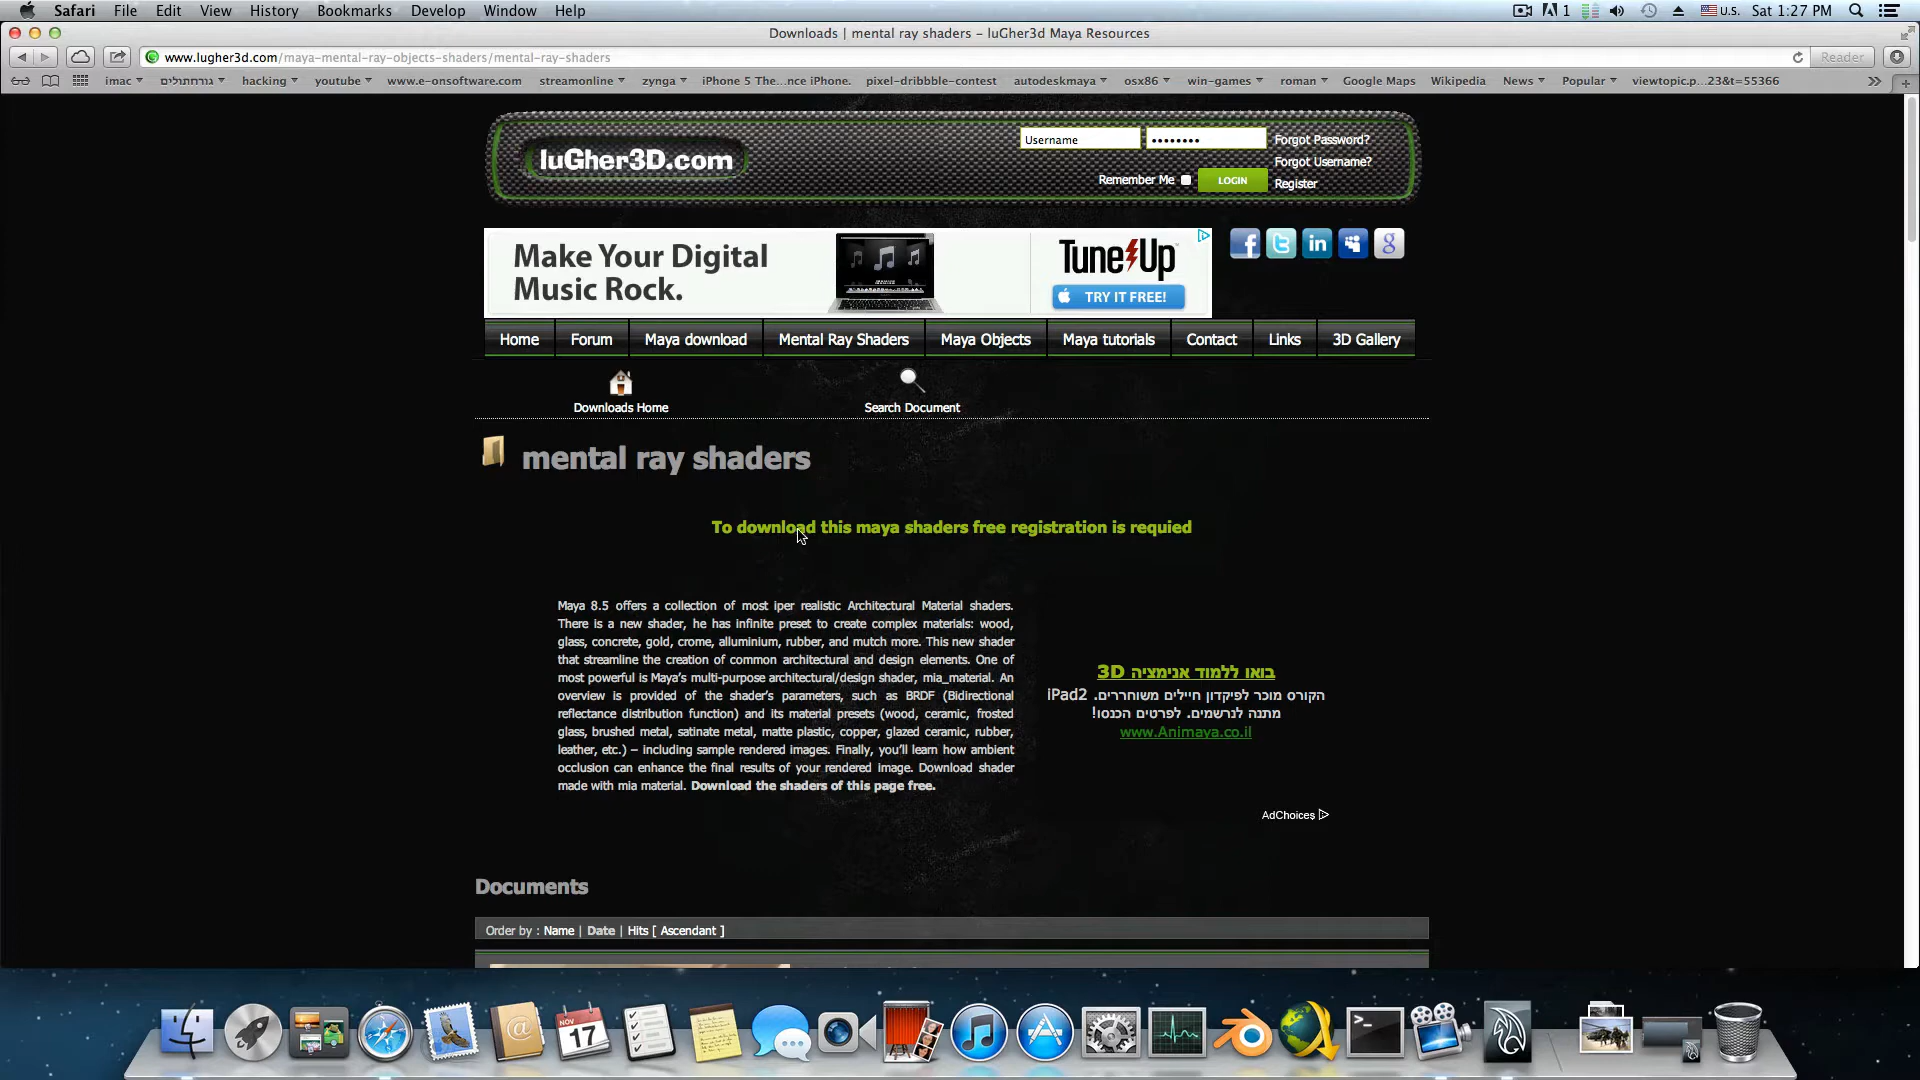 Safari File Edit View History Bookmarks Develop Window Help
1 U.S. Sat 1:27 PM
Downloads | mental ray shaders – luGher3d Maya Resources
www.lugher3d.com/maya-mental-ray-objects-shaders/mental-ray-shaders
Reader
imac גורחתולים hacking youtube www.e-onsoftware.com streamonline zynga iPhone 5 The...nce iPhone. pixel-dribbble-contest autodeskmaya osx86 win-games roman Google Maps Wikipedia News Popular viewtopic.p...23&t=55366
luGher3D.com
Username
Forgot Password?
Forgot Username?
Remember Me
LOGIN
Register
Make Your Digital
Music Rock.
TuneUp
TRY IT FREE!
Home Forum Maya download Mental Ray Shaders Maya Objects Maya tutorials Contact Links 3D Gallery
Downloads Home Search Document
mental ray shaders
To download this maya shaders free registration is requied
Maya 8.5 offers a collection of most iper realistic Architectural Material shaders.
There is a new shader, he has infinite preset to create complex materials: wood,
glass, concrete, gold, crome, alluminium, rubber, and mutch more. This new shader
that streamline the creation of common architectural and design elements. One of
most powerful is Maya's multi-purpose architectural/design shader, mia_material. An
overview is provided of the shader's parameters, such as BRDF (Bidirectional
reflectance distribution function) and its material presets (wood, ceramic, frosted
glass, brushed metal, satinate metal, matte plastic, copper, glazed ceramic, rubber,
leather, etc.) – including sample rendered images. Finally, you'll learn how ambient
occlusion can enhance the final results of your rendered image. Download shader
made with mia material. Download the shaders of this page free.
בואו ללמוד אנימציה 3D
הקורס מוכר לפיקדון חיילים משוחררים. iPad2
מתנה לנרשמים. לפרטים הכנסו!
www.Animaya.co.il
AdChoices
Documents
Order by : Name | Date | Hits [ Ascendant ]
NOV
17